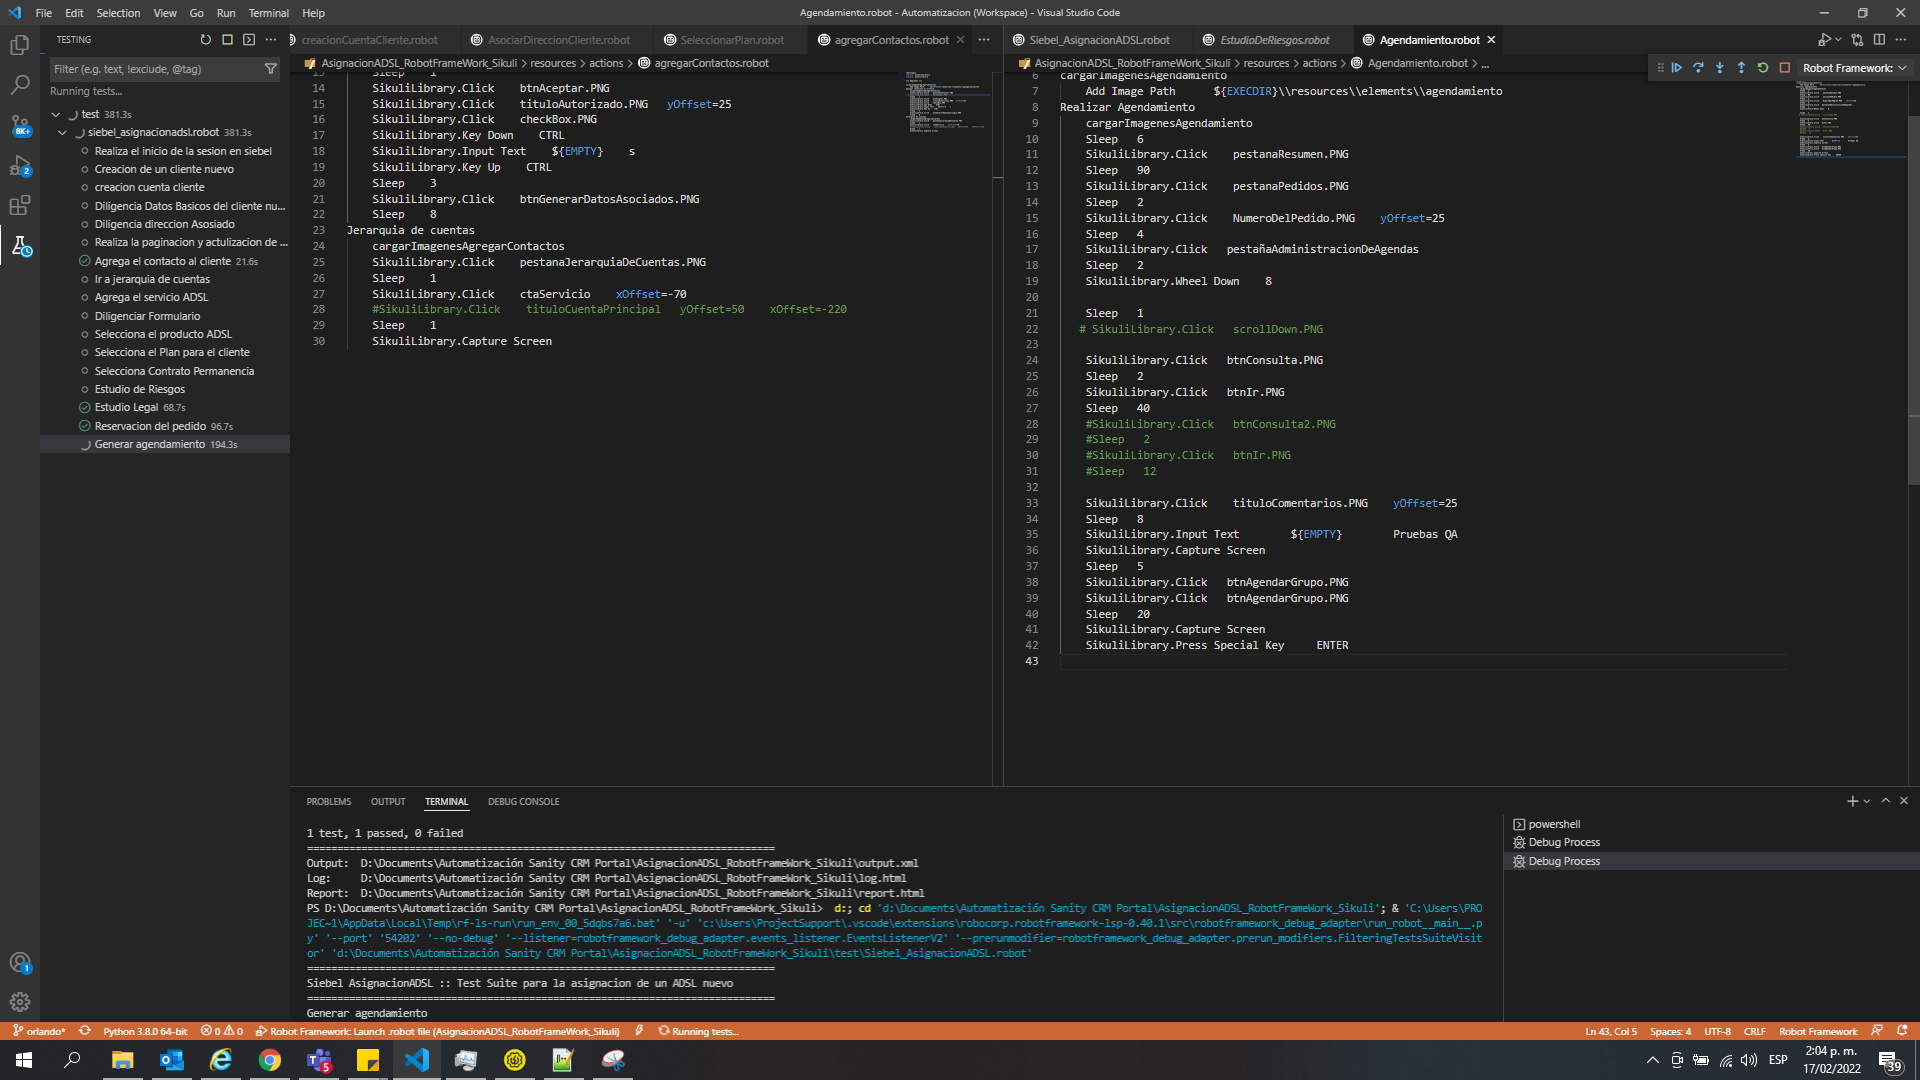 File Edit Selection View Go Run Terminal Help
Agendamiento.robot - Automatizacion (Workspace) - Visual Studio Code
TESTING
Filter (e.g. text, !exclude, @tag)
Running tests...
test 381.3s
siebel_asignacionadsl.robot 381.3s
Realiza el inicio de la sesion en siebel
Creacion de un cliente nuevo
creacion cuenta cliente
Diligencia Datos Basicos del cliente nu...
Diligencia direccion Asosiado
Realiza la paginacion y actulizacion de ...
Agrega el contacto al cliente 21.6s
Ir a jerarquia de cuentas
Agrega el servicio ADSL
Diligenciar Formulario
Selecciona el producto ADSL
Selecciona el Plan para el cliente
Selecciona Contrato Permanencia
Estudio de Riesgos
Estudio Legal 68.7s
Reservacion del pedido 96.7s
Generar agendamiento 194.3s
8K+
2
1
creacionCuentaCliente.robot AsociarDireccionCliente.robot SeleccionarPlan.robot agregarContactos.robot
AsignacionADSL_RobotFrameWork_Sikuli > resources > actions > agregarContactos.robot
13 Sleep 1
14 SikuliLibrary.Click btnAceptar.PNG
15 SikuliLibrary.Click tituloAutorizado.PNG yOffset=25
16 SikuliLibrary.Click checkBox.PNG
17 SikuliLibrary.Key Down CTRL
18 SikuliLibrary.Input Text ${EMPTY} s
19 SikuliLibrary.Key Up CTRL
20 Sleep 3
21 SikuliLibrary.Click btnGenerarDatosAsociados.PNG
22 Sleep 8
23 Jerarquia de cuentas
24 cargarImagenesAgregarContactos
25 SikuliLibrary.Click pestanaJerarquiaDeCuentas.PNG
26 Sleep 1
27 SikuliLibrary.Click ctaServicio xOffset=-70
28 #SikuliLibrary.Click tituloCuentaPrincipal yOffset=50 xOffset=-220
29 Sleep 1
30 SikuliLibrary.Capture Screen
Siebel_AsignacionADSL.robot EstudioDeRiesgos.robot Agendamiento.robot
AsignacionADSL_RobotFrameWork_Sikuli > resources > actions > Agendamiento.robot > ...
Robot Framework:
6 cargarImagenesAgendamiento
7 Add Image Path ${EXECDIR}\\resources\\elements\\agendamiento
8 Realizar Agendamiento
9 cargarImagenesAgendamiento
10 Sleep 6
11 SikuliLibrary.Click pestanaResumen.PNG
12 Sleep 90
13 SikuliLibrary.Click pestanaPedidos.PNG
14 Sleep 2
15 SikuliLibrary.Click NumeroDelPedido.PNG yOffset=25
16 Sleep 4
17 SikuliLibrary.Click pestañaAdministracionDeAgendas
18 Sleep 2
19 SikuliLibrary.Wheel Down 8
20
21 Sleep 1
22 # SikuliLibrary.Click scrollDown.PNG
23
24 SikuliLibrary.Click btnConsulta.PNG
25 Sleep 2
26 SikuliLibrary.Click btnIr.PNG
27 Sleep 40
28 #SikuliLibrary.Click btnConsulta2.PNG
29 #Sleep 2
30 #SikuliLibrary.Click btnIr.PNG
31 #Sleep 12
32
33 SikuliLibrary.Click tituloComentarios.PNG yOffset=25
34 Sleep 8
35 SikuliLibrary.Input Text ${EMPTY} Pruebas QA
36 SikuliLibrary.Capture Screen
37 Sleep 5
38 SikuliLibrary.Click btnAgendarGrupo.PNG
39 SikuliLibrary.Click btnAgendarGrupo.PNG
40 Sleep 20
41 SikuliLibrary.Capture Screen
42 SikuliLibrary.Press Special Key ENTER
43
PROBLEMS OUTPUT TERMINAL DEBUG CONSOLE
1 test, 1 passed, 0 failed
==============================================================================
Output: D:\Documents\Automatización Sanity CRM Portal\AsignacionADSL_RobotFrameWork_Sikuli\output.xml
Log: D:\Documents\Automatización Sanity CRM Portal\AsignacionADSL_RobotFrameWork_Sikuli\log.html
Report: D:\Documents\Automatización Sanity CRM Portal\AsignacionADSL_RobotFrameWork_Sikuli\report.html
PS D:\Documents\Automatización Sanity CRM Portal\AsignacionADSL_RobotFrameWork_Sikuli> d:; cd 'd:\Documents\Automatización Sanity CRM Portal\AsignacionADSL_RobotFrameWork_Sikuli'; & 'C:\Users\PRO
JEC~1\AppData\Local\Temp\rf-ls-run\run_env_00_5dqbs7a6.bat' '-u' 'c:\Users\ProjectSupport\.vscode\extensions\robocorp.robotframework-lsp-0.40.1\src\robotframework_debug_adapter\run_robot__main__.p
y' '--port' '54202' '--no-debug' '--listener=robotframework_debug_adapter.events_listener.EventsListenerV2' '--prerunmodifier=robotframework_debug_adapter.prerun_modifiers.FilteringTestsSuiteVisit
or' 'd:\Documents\Automatización Sanity CRM Portal\AsignacionADSL_RobotFrameWork_Sikuli\test\Siebel_AsignacionADSL.robot'
==============================================================================
Siebel AsignacionADSL :: Test Suite para la asignacion de un ADSL nuevo
==============================================================================
Generar agendamiento
powershell
Debug Process
Debug Process
orlando* Python 3.8.0 64-bit 0 0 Robot Framework: Launch .robot file (AsignacionADSL_RobotFrameWork_Sikuli) Running tests...
Ln 43, Col 5 Spaces: 4 UTF-8 CRLF Robot Framework
5
ESP
2:04 p. m.
17/02/2022
39